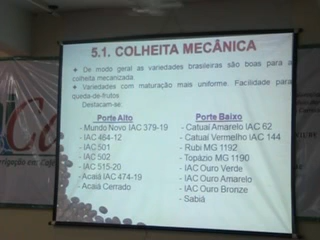 5.1. COLHEITA MECÂNICA
De modo geral as variedades brasileiras são boas para a
colheita mecanizada.
Variedades com maturação mais uniforme. Facilidade para
queda-de-frutos.
Destacam-se:
Porte Alto
- Mundo Novo IAC 379-19
- IAC 464-12
- IAC 501
- IAC 502
- IAC 515-20
- Acaiá IAC 474-19
- Acaiá Cerrado
Porte Baixo
- Catuaí Amarelo IAC 62
- Catuaí Vermelho IAC 144
- Rubi MG 1192
- Topázio MG 1190
- IAC Ouro Verde
- IAC Ouro Amarelo
- IAC Ouro Bronze
- Sabiá